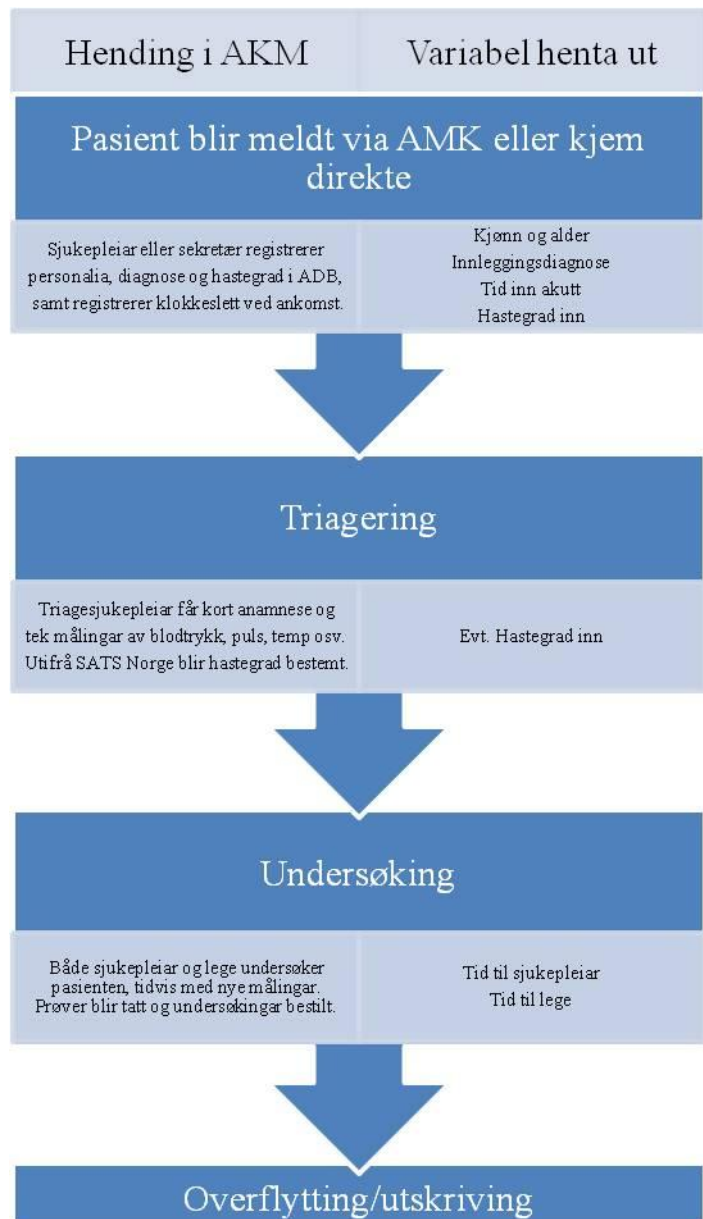 Hending i AKM
Variabel henta ut
Pasient blir meldt via AMK eller kjem
direkte
Sjukepleiar eller sekretær registrerer
personalia, diagnose og hastegrad i ADB,
samt registrerer klokkeslett ved ankomst.
Kjønn og alder
Innleggingsdiagnose
Tid inn akutt
Hastegrad inn
Triagering
Triagesjukepleiar får kort anamnese og
tek målingar av blodtrykk, puls, temp osv.
Utifrå SATS Norge blir hastegrad bestemt.
Evt. Hastegrad inn
Undersøking
Både sjukepleiar og lege undersøker
pasienten, tidvis med nye målingar.
Prøver blir tatt og undersøkingar bestilt.
Tid til sjukepleiar
Tid til lege
Overflytting/utskriving